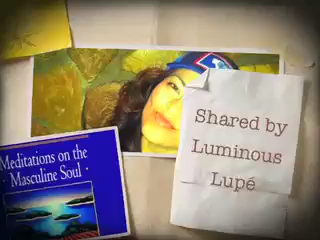 Shared by
Luminous
Lupé
Meditations on the
Masculine Soul